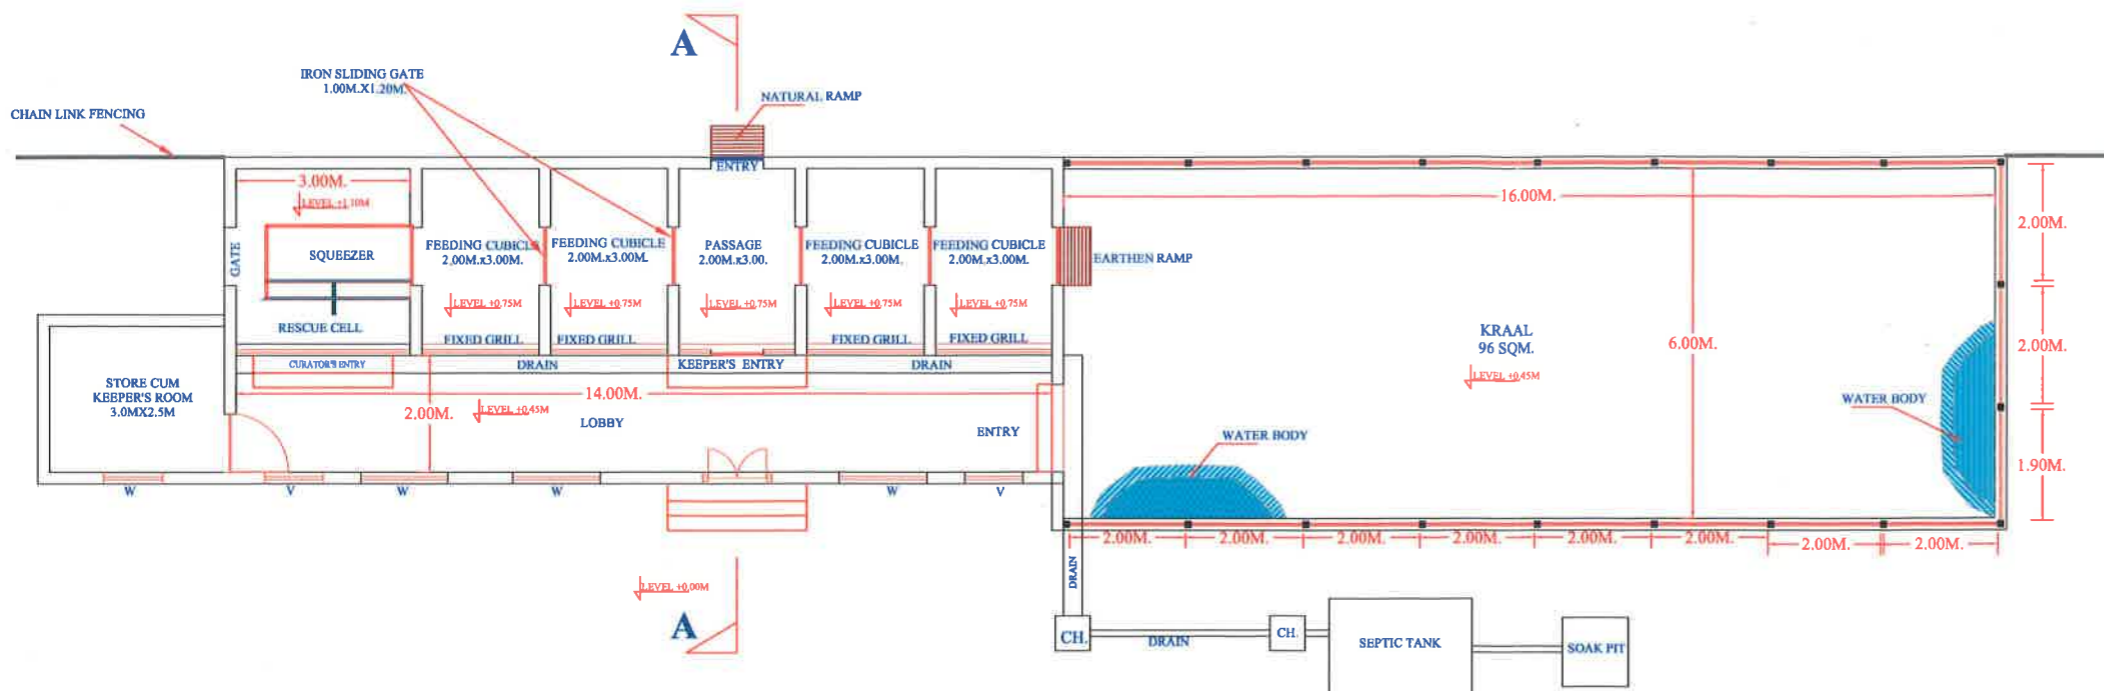 A
IRON SLIDING GATE
1.00M.X1.20M.
NATURAL RAMP
CHAIN LINK FENCING
ENTRY
3.00M.
LEVEL +1.10M
16.00M.
2.00M.
GATE
SQUEEZER
FEEDING CUBICLE
2.00M.x3.00M.
FEEDING CUBICLE
2.00M.x3.00M.
PASSAGE
2.00M.x3.00.
FEEDING CUBICLE
2.00M.x3.00M.
FEEDING CUBICLE
2.00M.x3.00M.
EARTHEN RAMP
LEVEL +0.75M
LEVEL +0.75M
LEVEL +0.75M
LEVEL +0.75M
LEVEL +0.75M
RESCUE CELL
FIXED GRILL
FIXED GRILL
FIXED GRILL
FIXED GRILL
KRAAL
96 SQM.
6.00M.
2.00M.
CURATOR'S ENTRY
DRAIN
KEEPER'S ENTRY
DRAIN
LEVEL +0.45M
STORE CUM
KEEPER'S ROOM
3.0MX2.5M
14.00M.
2.00M.
LEVEL +0.45M
LOBBY
ENTRY
WATER BODY
WATER BODY
1.90M.
W
V
W
W
W
V
2.00M.
2.00M.
2.00M.
2.00M.
2.00M.
2.00M.
2.00M.
2.00M.
DRAIN
LEVEL +0.00M
A
CH.
DRAIN
CH.
SEPTIC TANK
SOAK PIT